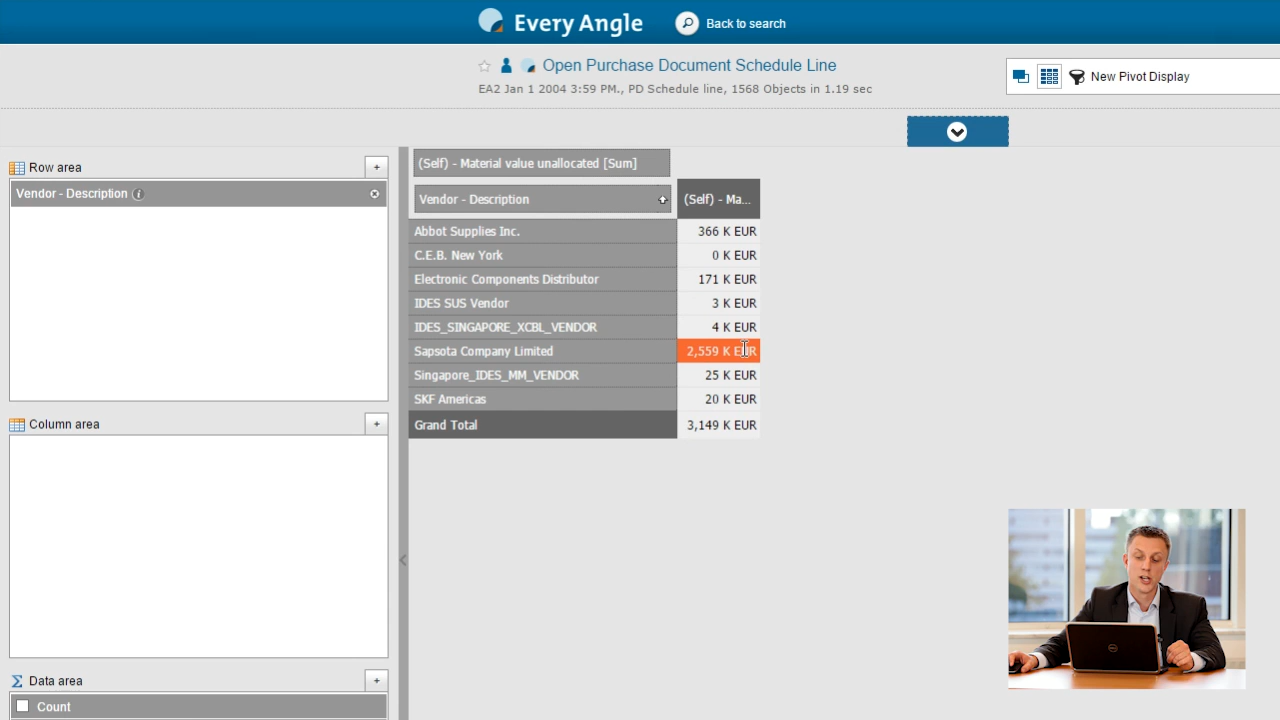 Every Angle
Back to search
Open Purchase Document Schedule Line
EA2 Jan 1 2004 3:59 PM., PD Schedule line, 1568 Objects in 1.19 sec
New Pivot Display
Row area
+
Vendor - Description
(Self) - Material value unallocated [Sum]
Vendor - Description (Self) - Ma...
Abbot Supplies Inc. 366 K EUR
C.E.B. New York 0 K EUR
Electronic Components Distributor 171 K EUR
IDES SUS Vendor 3 K EUR
IDES_SINGAPORE_XCBL_VENDOR 4 K EUR
Sapsota Company Limited 2,559 K EUR
Singapore_IDES_MM_VENDOR 25 K EUR
SKF Americas 20 K EUR
Grand Total 3,149 K EUR
Column area
+
Data area
+
Count